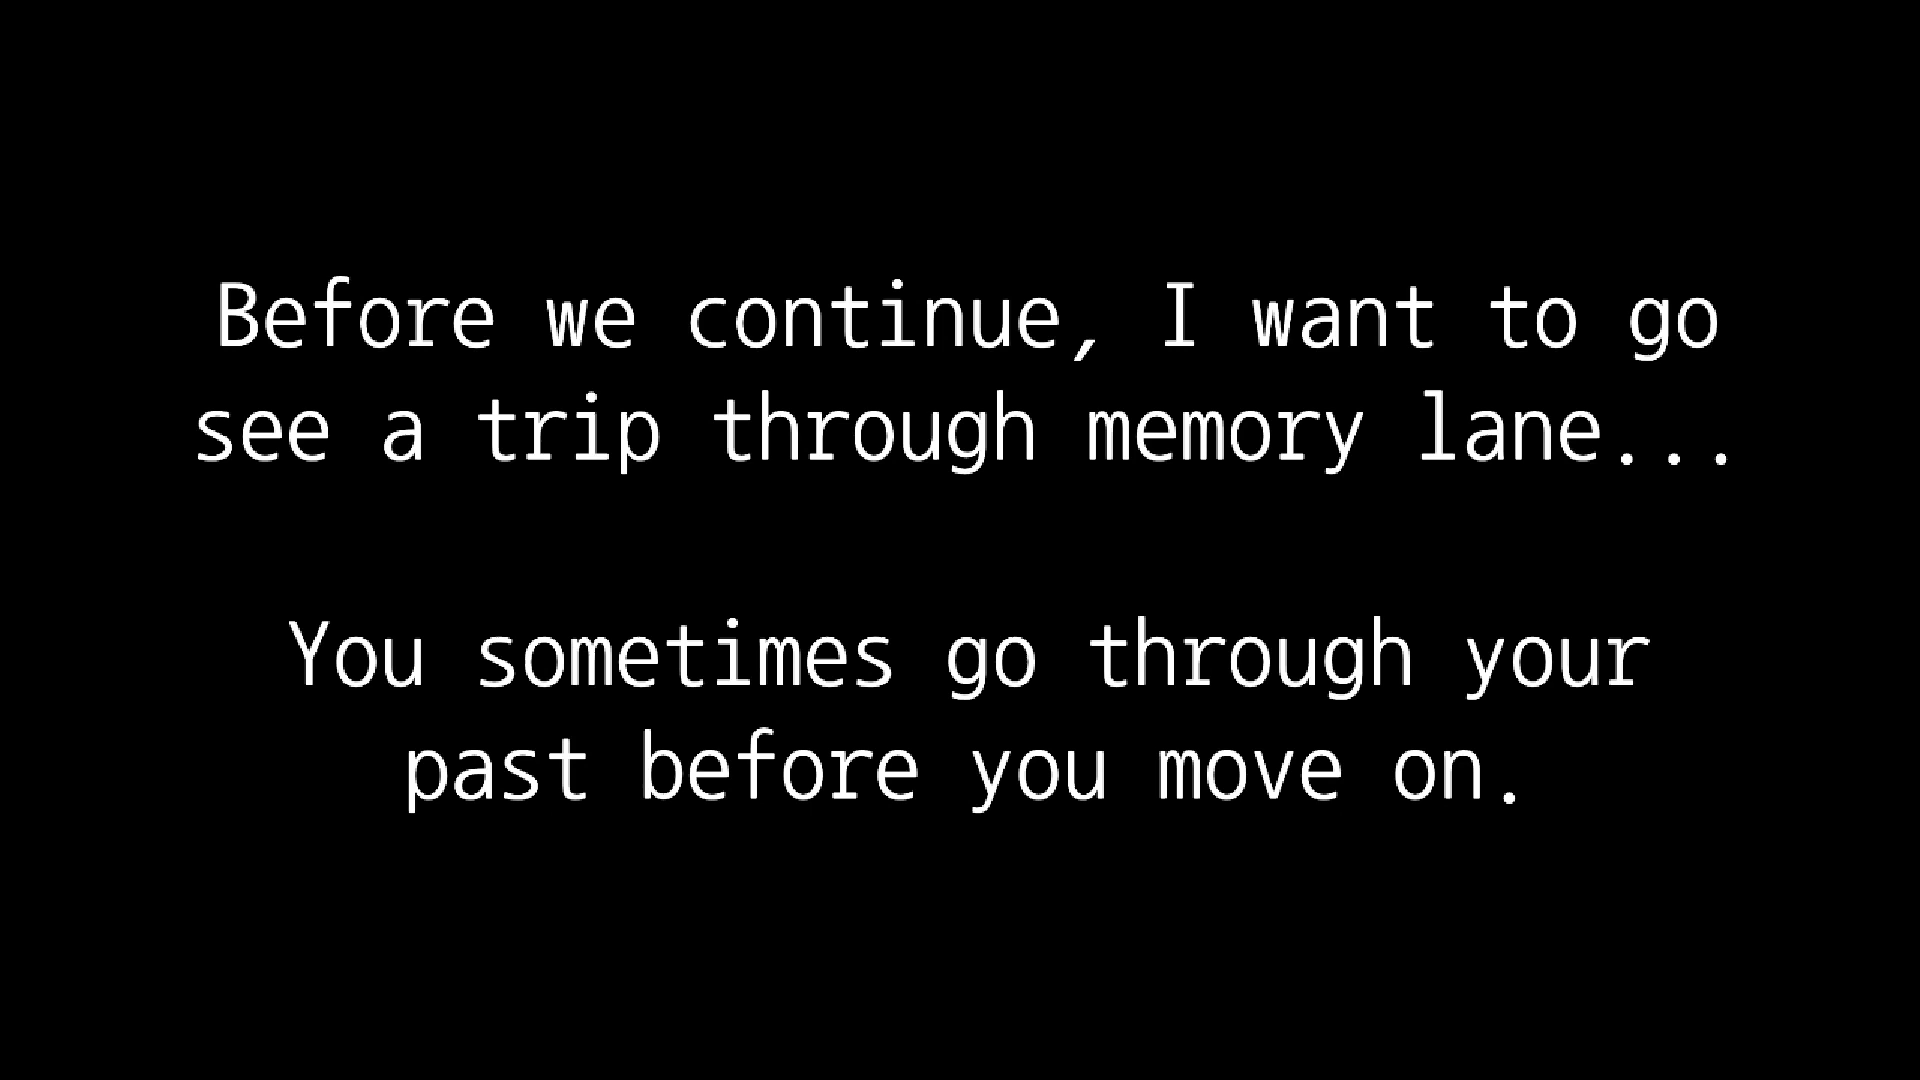 Before we continue, I want to go
see a trip through memory lane...
You sometimes go through your
past before you move on.